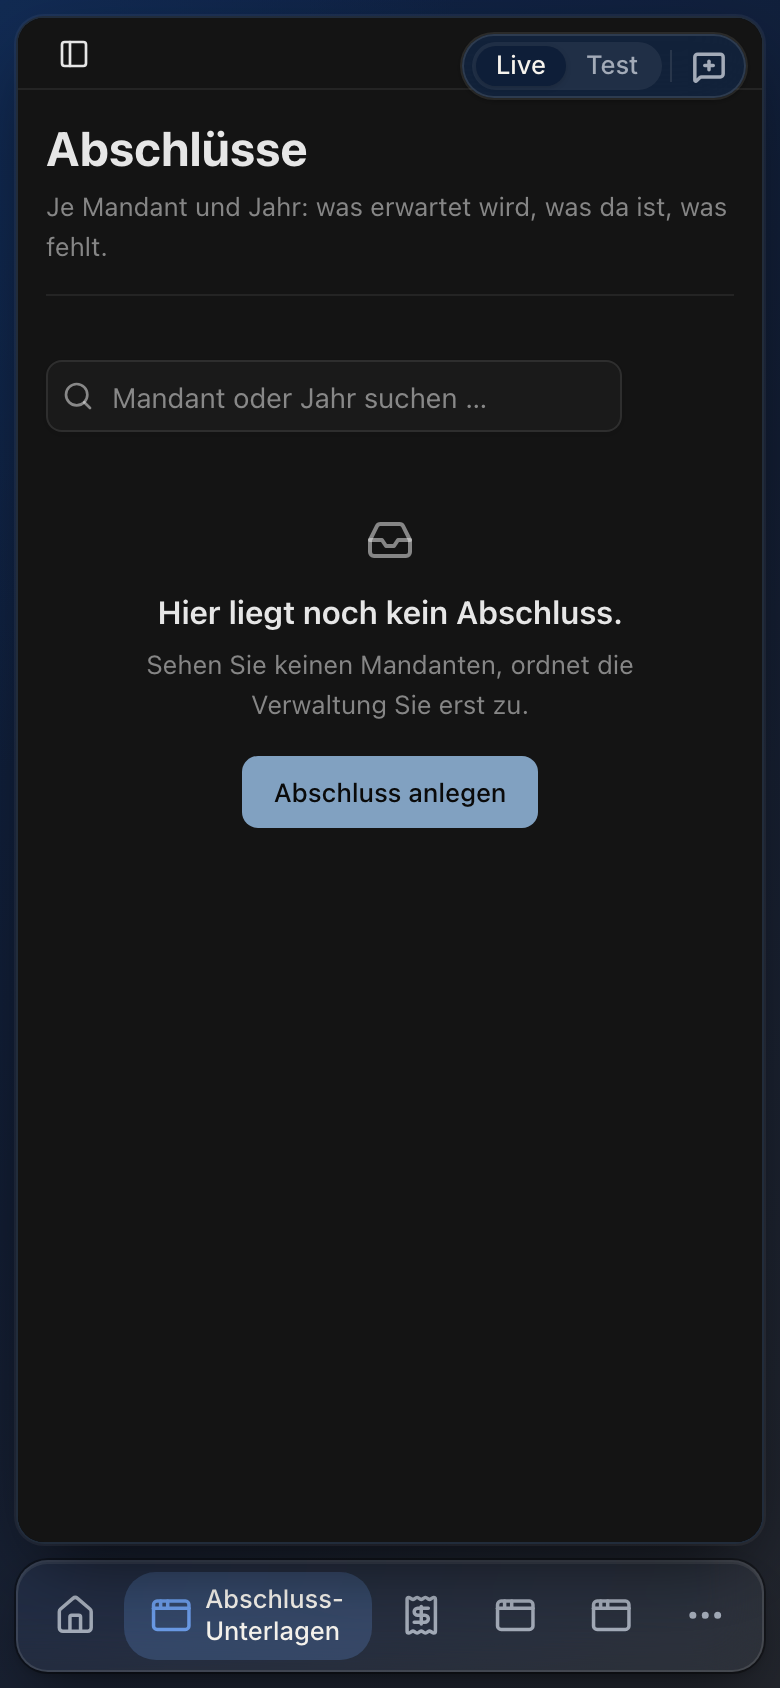 Live
Test
Abschlüsse
Je Mandant und Jahr: was erwartet wird, was da ist, was
fehlt.
Mandant oder Jahr suchen ...
Hier liegt noch kein Abschluss.
Sehen Sie keinen Mandanten, ordnet die
Verwaltung Sie erst zu.
Abschluss anlegen
Abschluss-
Unterlagen